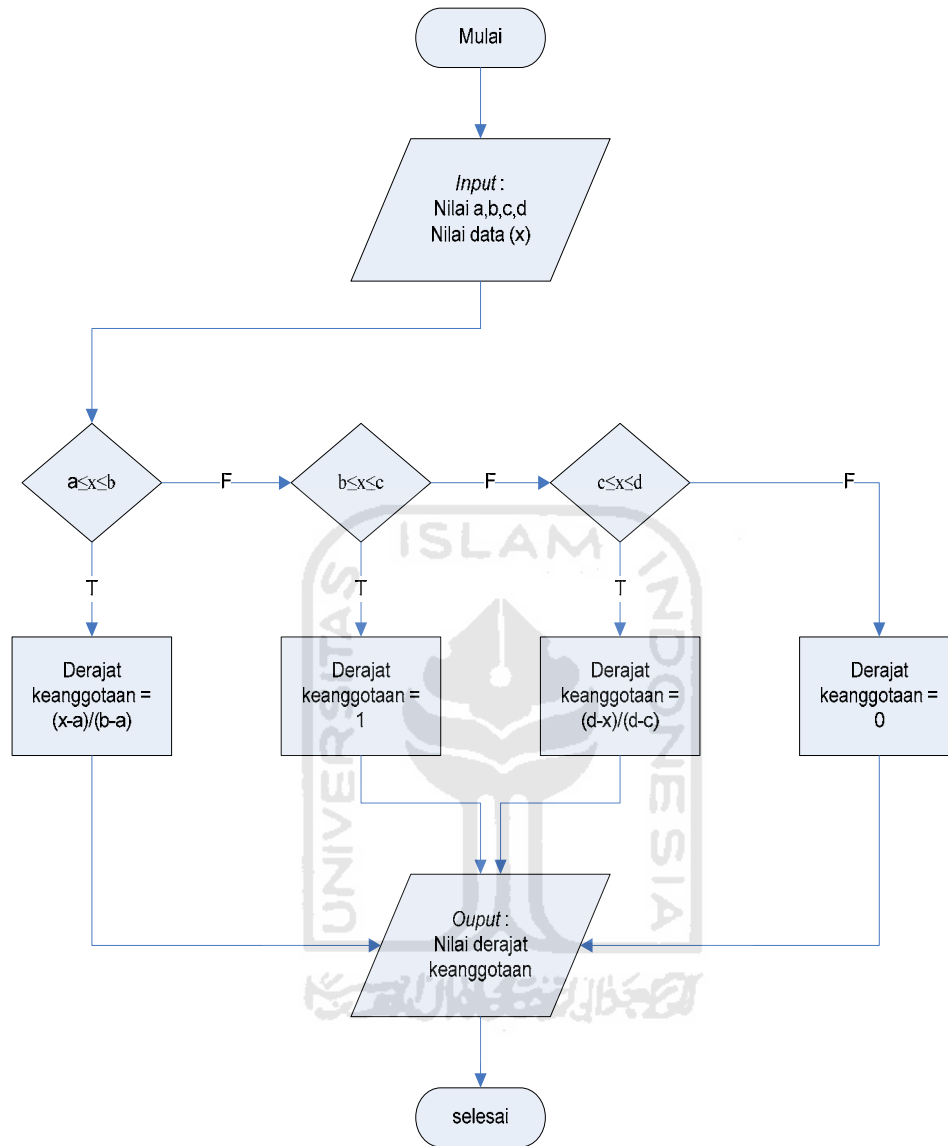 Mulai
Input :
Nilai a,b,c,d
Nilai data (x)
a≤x≤b
F
b≤x≤c
F
c≤x≤d
F
T
T
T
Derajat
keanggotaan =
(x-a)/(b-a)
Derajat
keanggotaan =
1
Derajat
keanggotaan =
(d-x)/(d-c)
Derajat
keanggotaan =
0
Ouput :
Nilai derajat
keanggotaan
selesai
UNIVERSITAS
ISLAM
INDONESIA